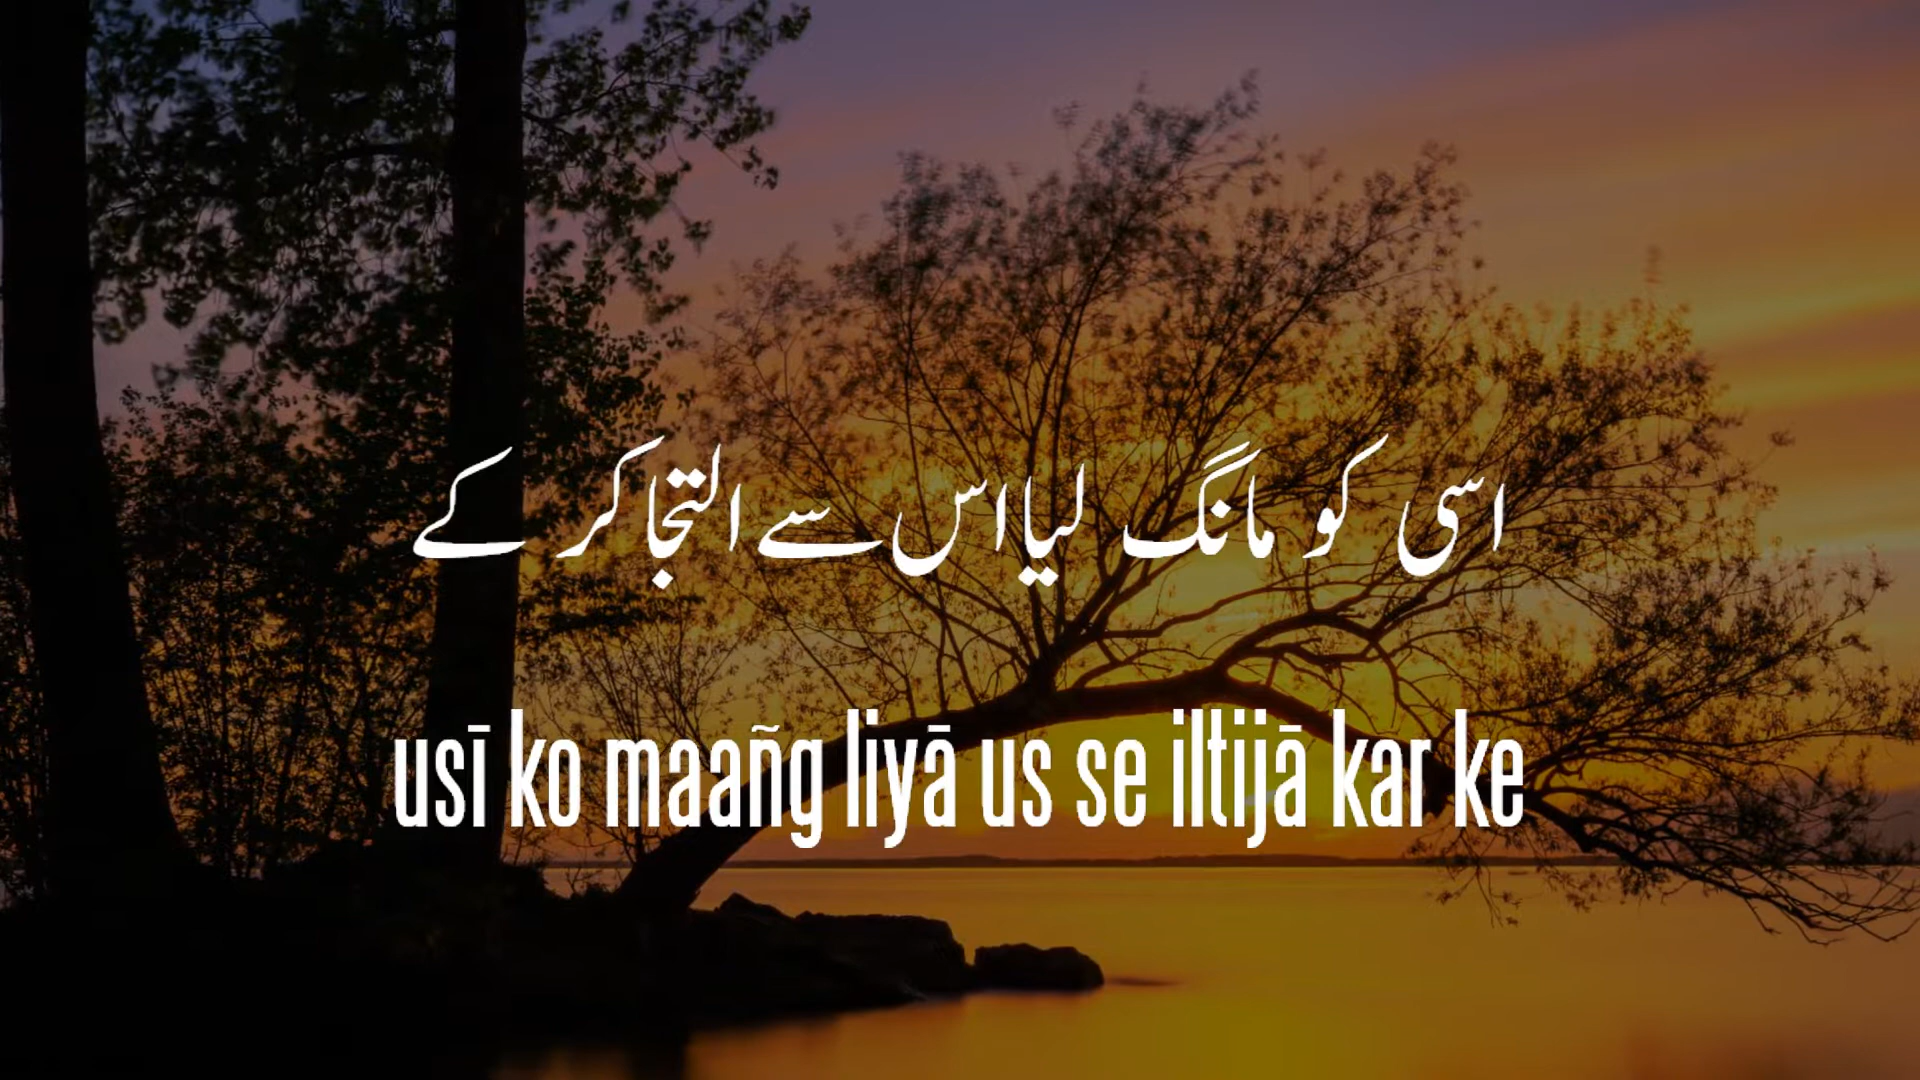 اسی کو مانگ لیا اس سے التجا کر کے
usī ko maañg liyā us se iltijā kar ke